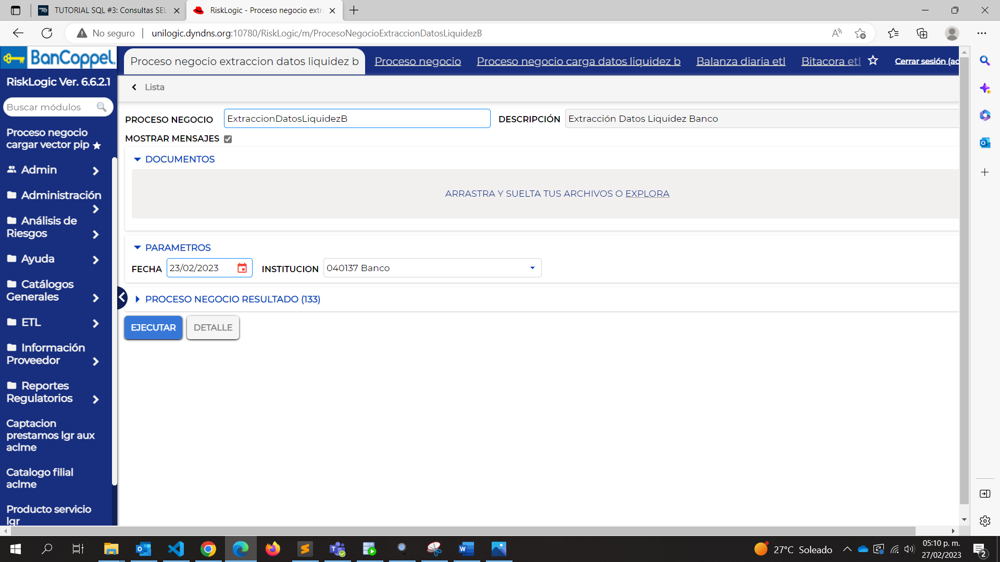 TUTORIAL SQL #3: Consultas SEL
RiskLogic - Proceso negocio extr
No seguro
unilogic.dyndns.org:10780/RiskLogic/m/ProcesoNegocioExtraccionDatosLiquidezB
BanCoppel.
RiskLogic Ver. 6.6.2.1
Buscar módulos
Proceso negocio
cargar vector pip
Admin
Administración
Análisis de
Riesgos
Ayuda
Catálogos
Generales
ETL
Información
Proveedor
Reportes
Regulatorios
Captacion
prestamos lgr aux
aclme
Catalogo filial
aclme
Producto servicio
lgr
Proceso negocio extraccion datos liquidez b
Proceso negocio
Proceso negocio carga datos liquidez b
Balanza diaria etl
Bitacora etl
Cerrar sesión (ac
Lista
PROCESO NEGOCIO
ExtraccionDatosLiquidezB
DESCRIPCIÓN
Extracción Datos Liquidez Banco
MOSTRAR MENSAJES
DOCUMENTOS
ARRASTRA Y SUELTA TUS ARCHIVOS O EXPLORA
PARAMETROS
FECHA
23/02/2023
INSTITUCION
040137 Banco
PROCESO NEGOCIO RESULTADO (133)
EJECUTAR
DETALLE
27°C Soleado
05:10 p. m.
27/02/2023
2